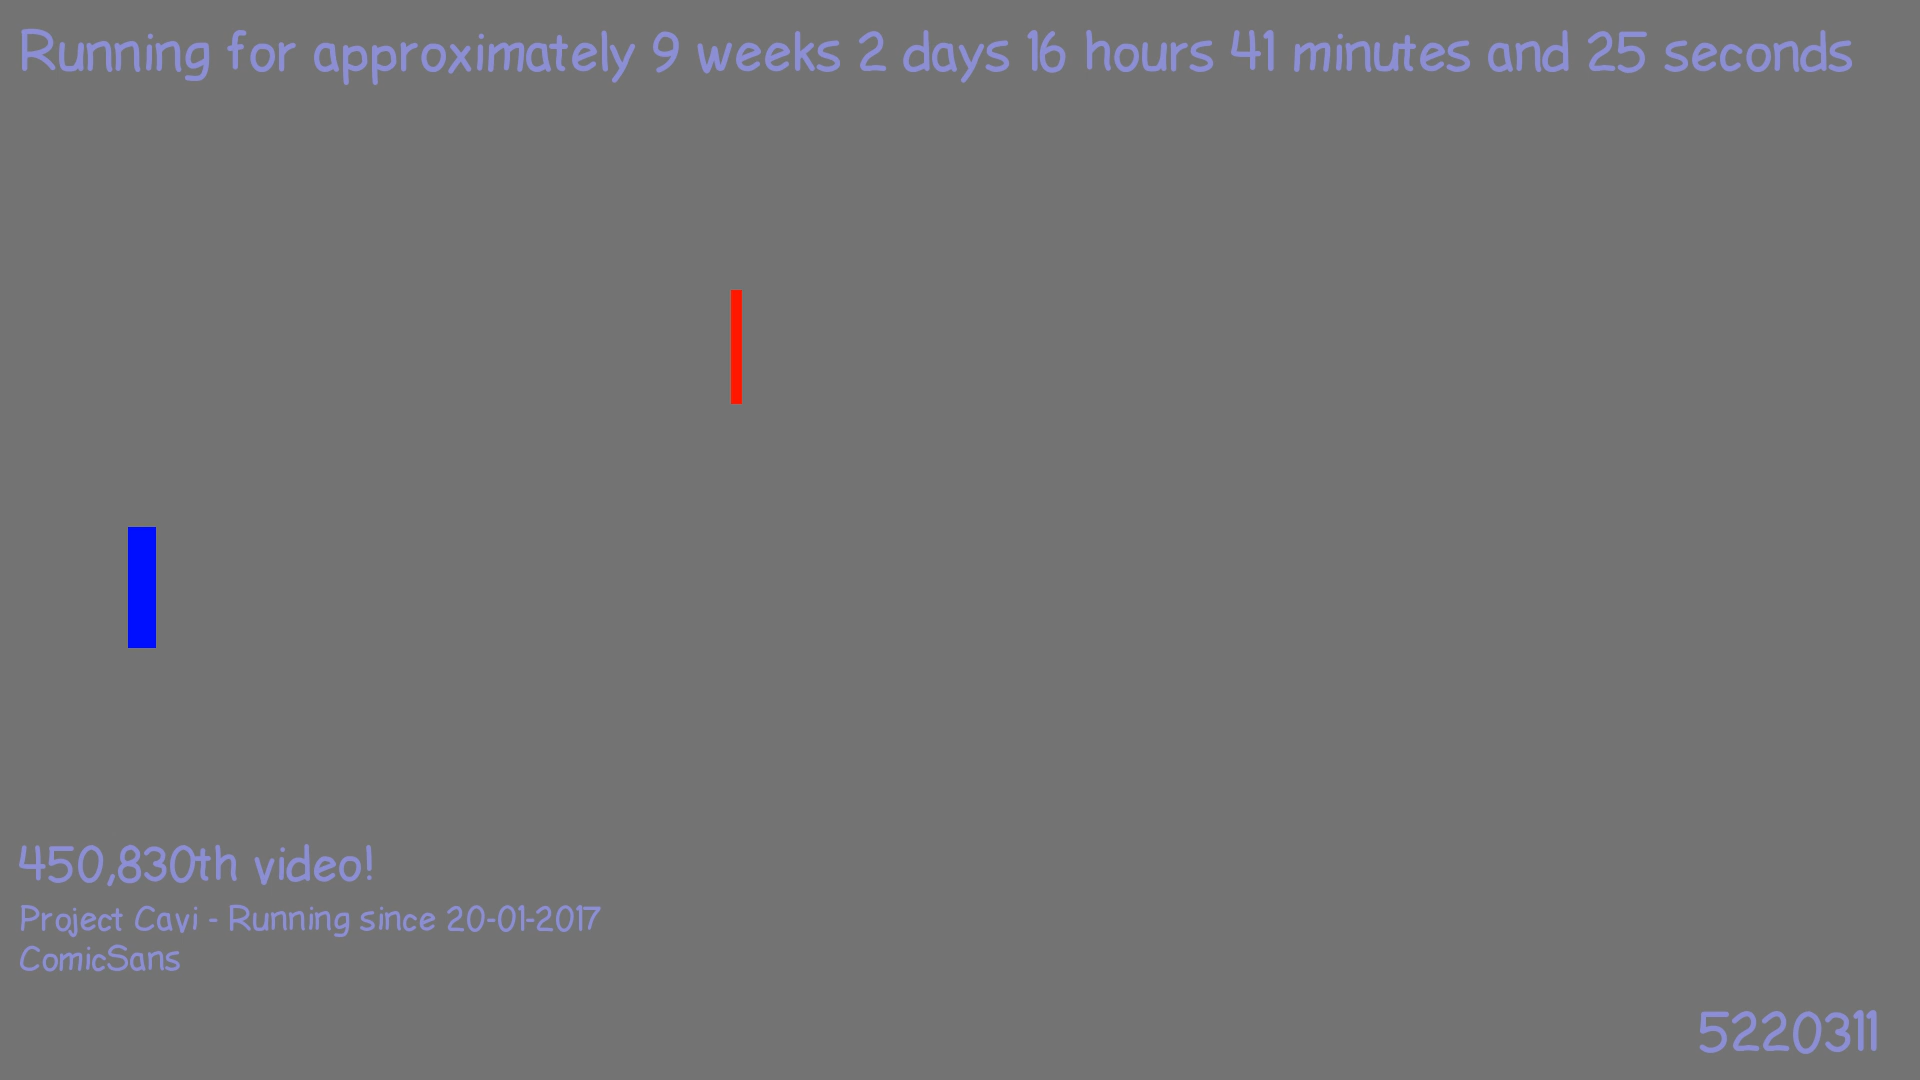 Running for approximately 9 weeks 2 days 16 hours 41 minutes and 25 seconds
450,830th video!
Project Cavi - Running since 20-01-2017
ComicSans
5220311